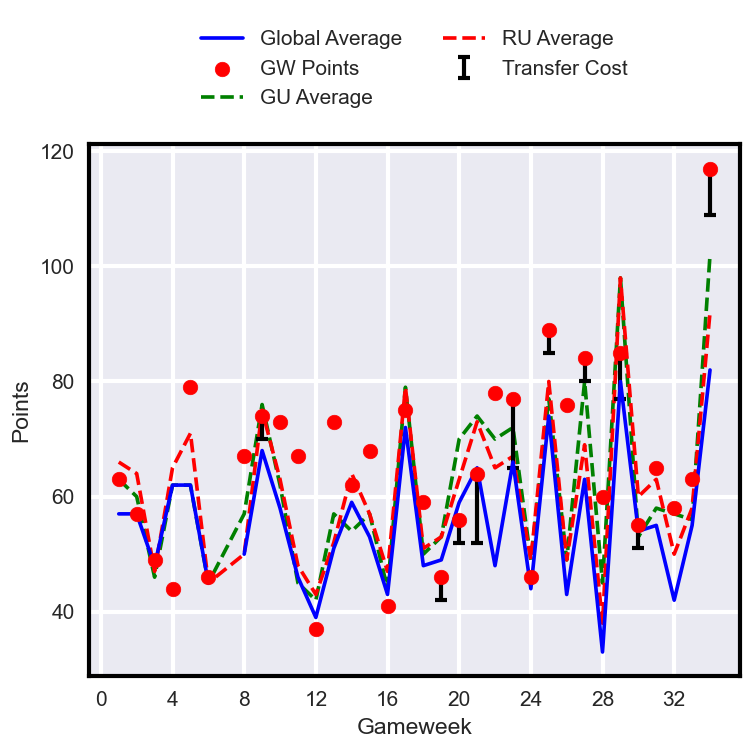 Global Average
RU Average
GW Points
Transfer Cost
GU Average
120
100
80
60
40
Points
0 4 8 12 16 20 24 28 32
Gameweek